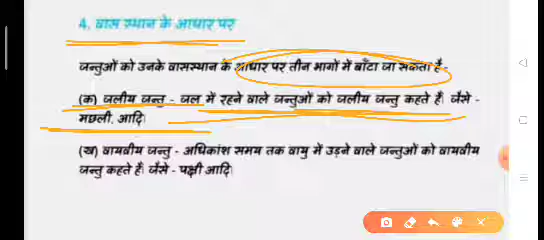 4. वास स्थान के आधार पर
जन्तुओं को उनके वासस्थान के आधार पर तीन भागों में बाँटा जा सकता है -
(क) जलीय जन्तु - जल में रहने वाले जन्तुओं को जलीय जन्तु कहते हैं। जैसे -
मछली, आदि।
(ख) वायवीय जन्तु - अधिकांश समय तक वायु में उड़ने वाले जन्तुओं को वायवीय
जन्तु कहते हैं। जैसे - पक्षी आदि।